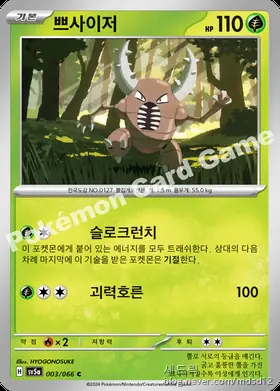 기본 쁘사이저 HP 110
전국도감 NO.0127 뿔집게포켓몬 키: 1.5m 몸무게: 55.0kg
슬로크런치
이 포켓몬에게 붙어 있는 에너지를 모두 트래쉬한다. 상대의 다음
차례 마지막에 이 기술을 받은 포켓몬은 기절한다.
괴력호른 100
약점 ×2 저항력 후퇴
Illus. HYOGONOSUKE
H SV5a 003/066 C
©2024 Pokémon/Nintendo/Creatures/GAME FREAK
Pokémon Card Game